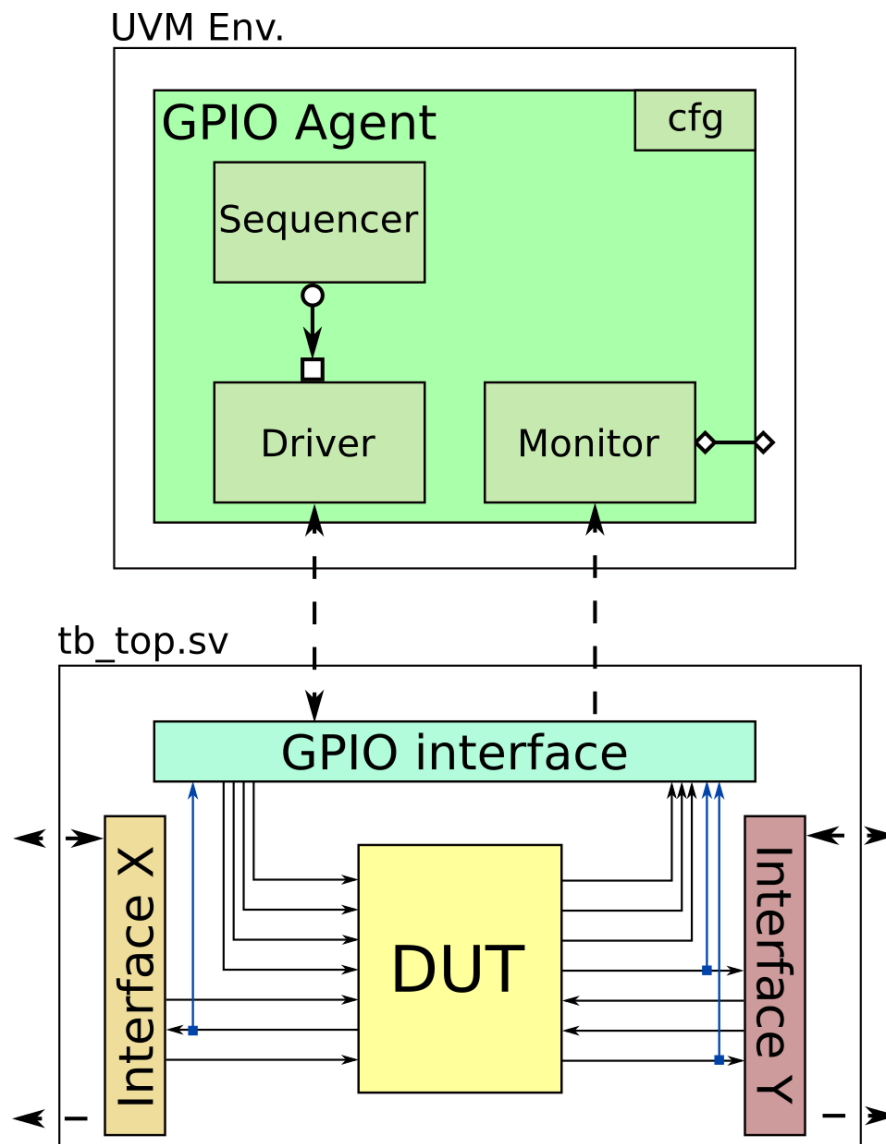 UVM Env.
GPIO Agent
cfg
Sequencer
Driver
Monitor
tb_top.sv
GPIO interface
Interface X
DUT
Interface Y